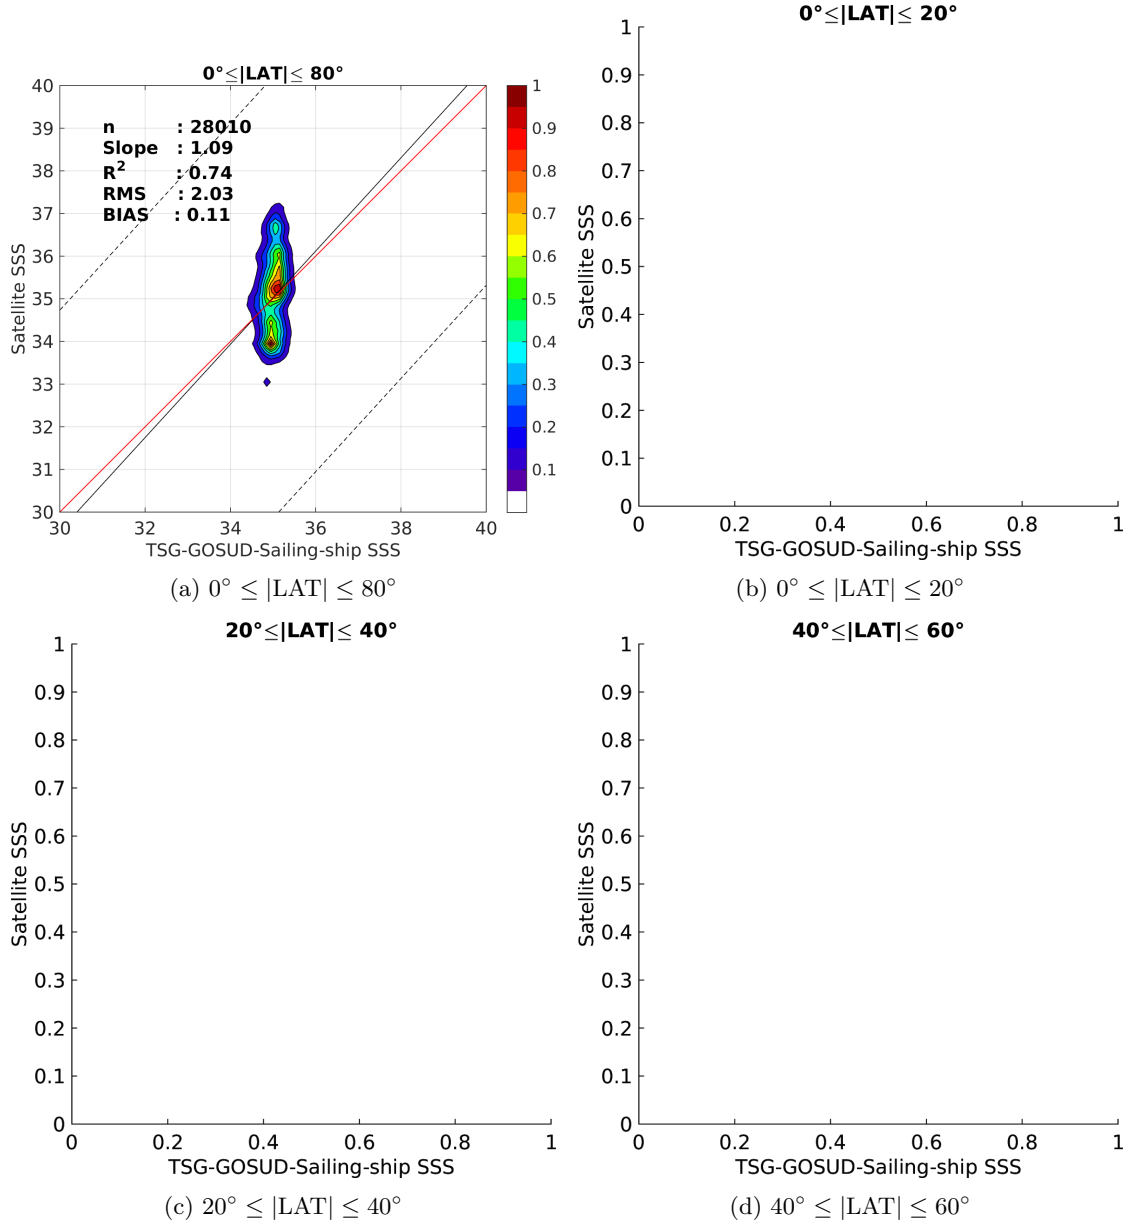 0°≤|LAT|≤ 80°
40
39
38
37
36
35
34
33
32
31
30
n : 28010
Slope : 1.09
R² : 0.74
RMS : 2.03
BIAS : 0.11
1
0.9
0.8
0.7
0.6
0.5
0.4
0.3
0.2
0.1
Satellite SSS
30 32 34 36 38 40
TSG-GOSUD-Sailing-ship SSS
(a) 0° ≤ |LAT| ≤ 80°
0°≤|LAT|≤ 20°
1
0.9
0.8
0.7
0.6
0.5
0.4
0.3
0.2
0.1
0
Satellite SSS
0 0.2 0.4 0.6 0.8 1
TSG-GOSUD-Sailing-ship SSS
(b) 0° ≤ |LAT| ≤ 20°
20°≤|LAT|≤ 40°
1
0.9
0.8
0.7
0.6
0.5
0.4
0.3
0.2
0.1
0
Satellite SSS
0 0.2 0.4 0.6 0.8 1
TSG-GOSUD-Sailing-ship SSS
(c) 20° ≤ |LAT| ≤ 40°
40°≤|LAT|≤ 60°
1
0.9
0.8
0.7
0.6
0.5
0.4
0.3
0.2
0.1
0
Satellite SSS
0 0.2 0.4 0.6 0.8 1
TSG-GOSUD-Sailing-ship SSS
(d) 40° ≤ |LAT| ≤ 60°